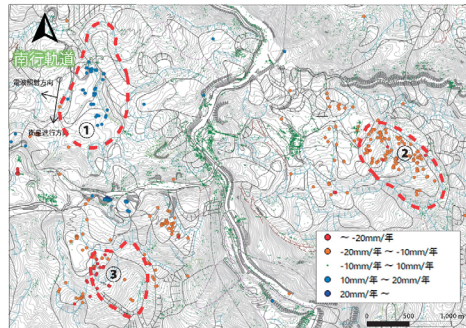 南行軌道
電波照射方向
衛星進行方向
①
②
③
～ -20mm/年
-20mm/年 ～ -10mm/年
-10mm/年 ～ 10mm/年
10mm/年 ～ 20mm/年
20mm/年 ～
0 500 1,000 m